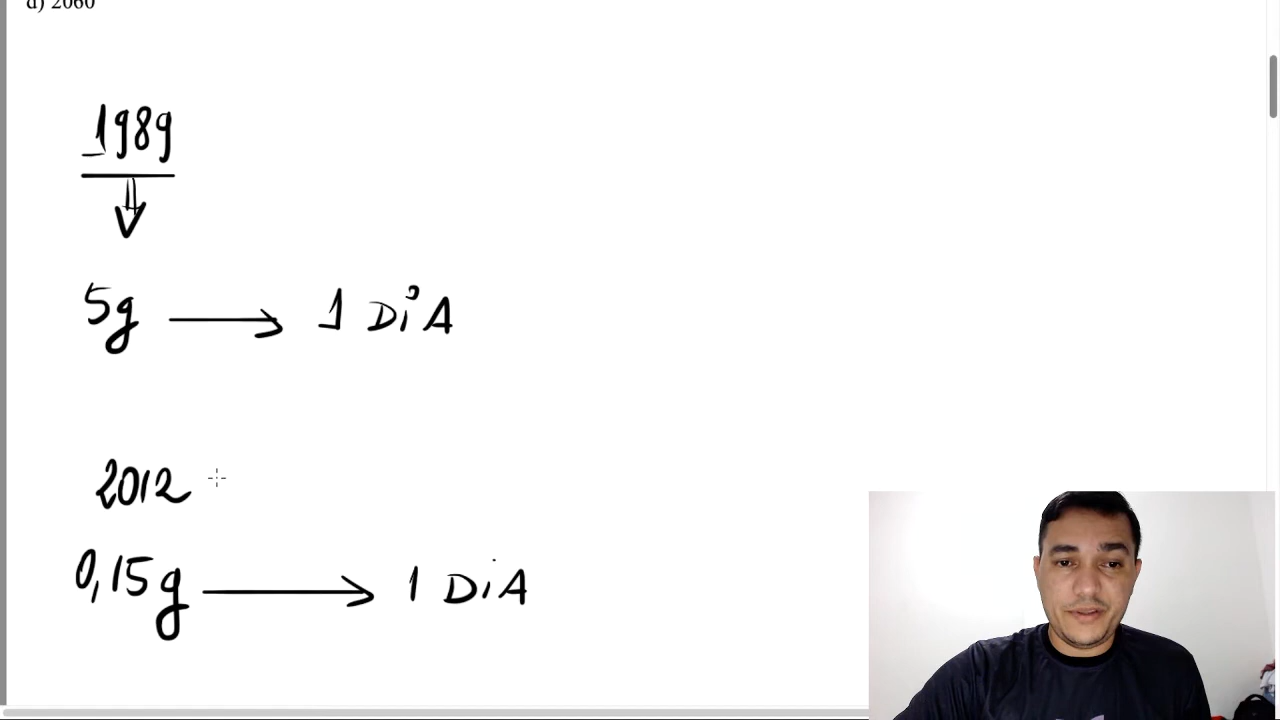 d) 2060
1989
5g → 1 DiA
2012
0,15g → 1 DiA